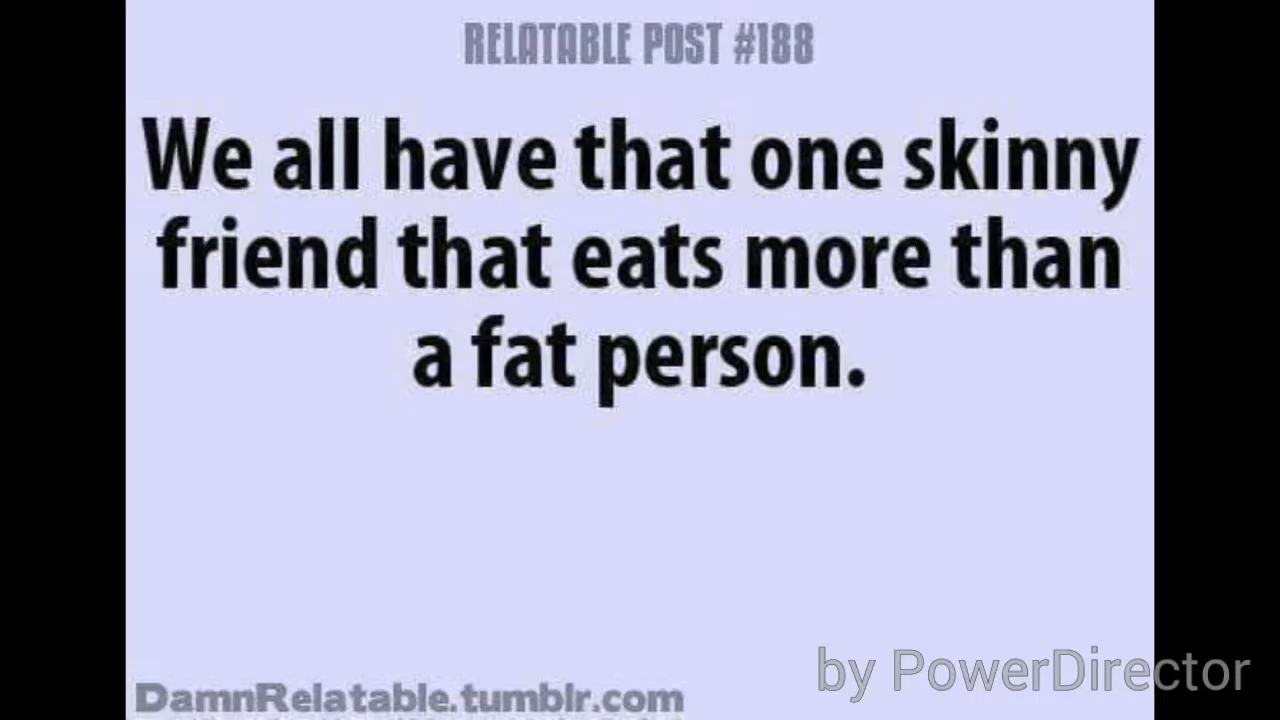 RELATABLE POST #188
We all have that one skinny
friend that eats more than
a fat person.
by PowerDirector
DamnRelatable.tumblr.com